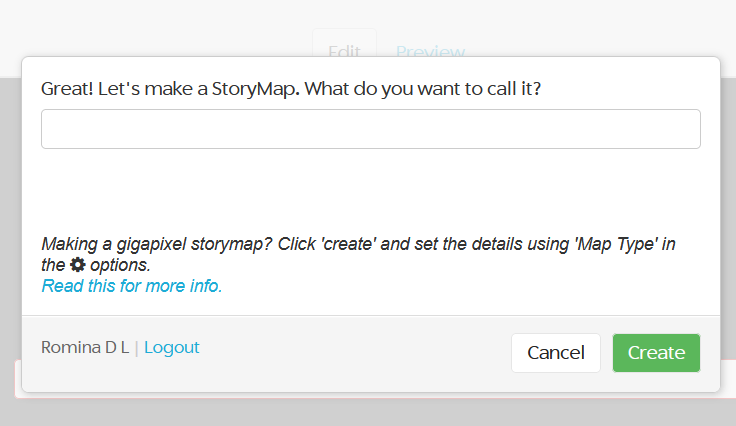 Edit Preview
Great! Let's make a StoryMap. What do you want to call it?
Making a gigapixel storymap? Click 'create' and set the details using 'Map Type' in
the options.
Read this for more info.
Romina D L | Logout
Cancel Create